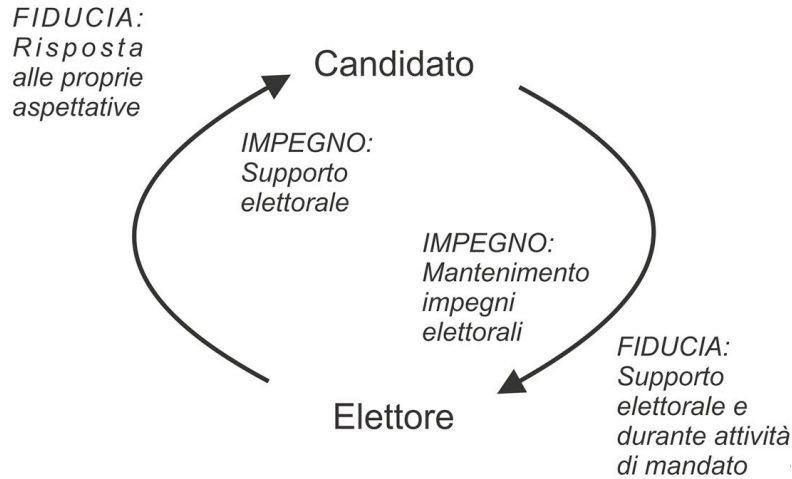 FIDUCIA:
Risposta
alle proprie
aspettative
Candidato
IMPEGNO:
Supporto
elettorale
IMPEGNO:
Mantenimento
impegni
elettorali
FIDUCIA:
Supporto
elettorale e
durante attività
di mandato
Elettore